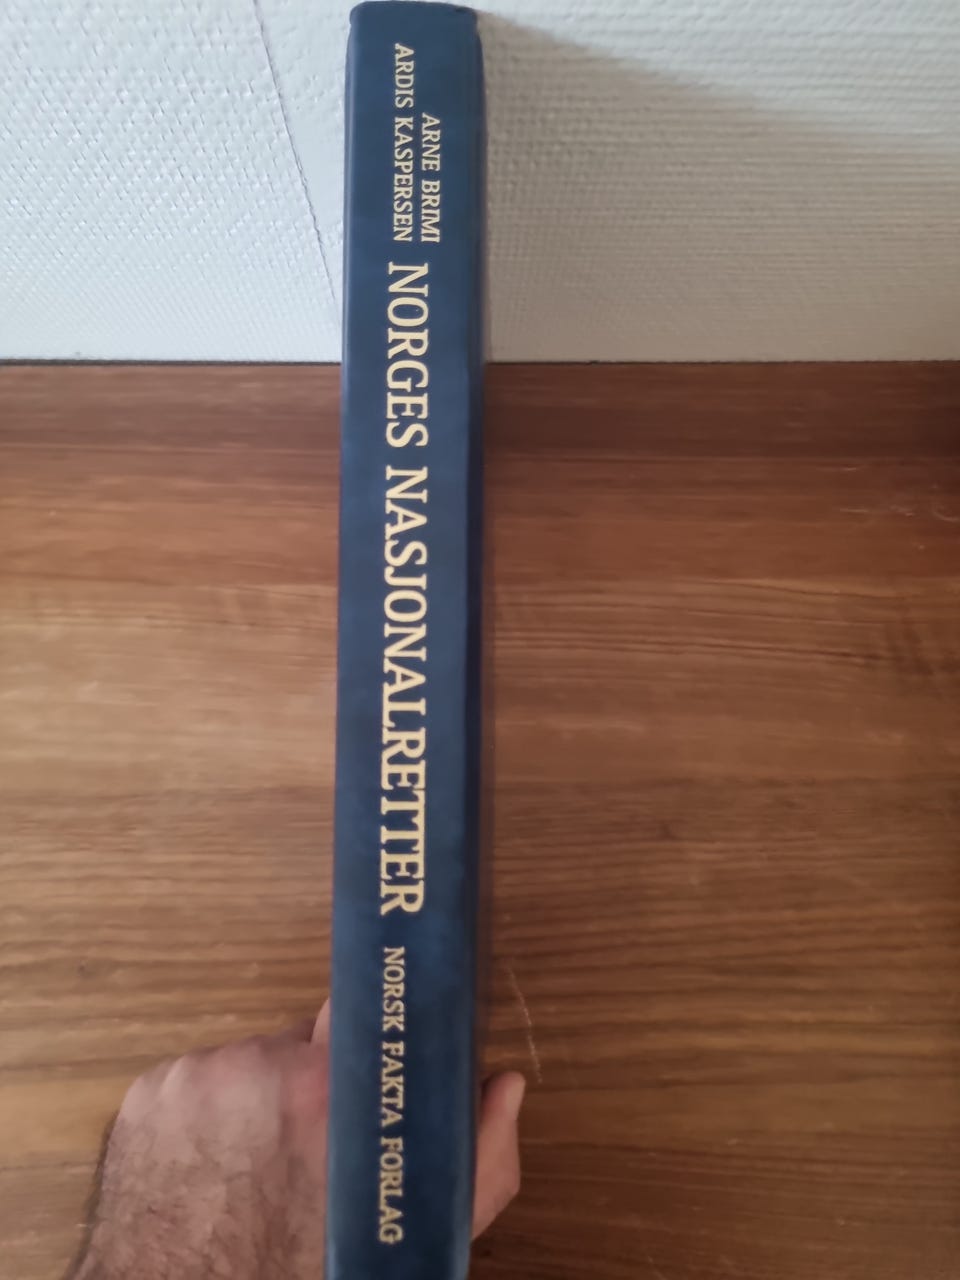 ARNE BRIMI
ARDIS KASPERSEN
NORGES NASJONALRETTER
NORSK FAKTA FORLAG